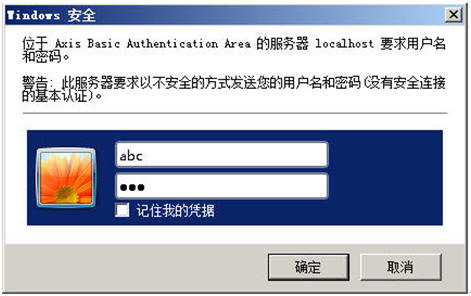 Windows 安全
位于 Axis Basic Authentication Area 的服务器 localhost 要求用户名
和密码。
警告: 此服务器要求以不安全的方式发送您的用户名和密码(没有安全连接
的基本认证)。
abc
●●●
记住我的凭据
确定
取消